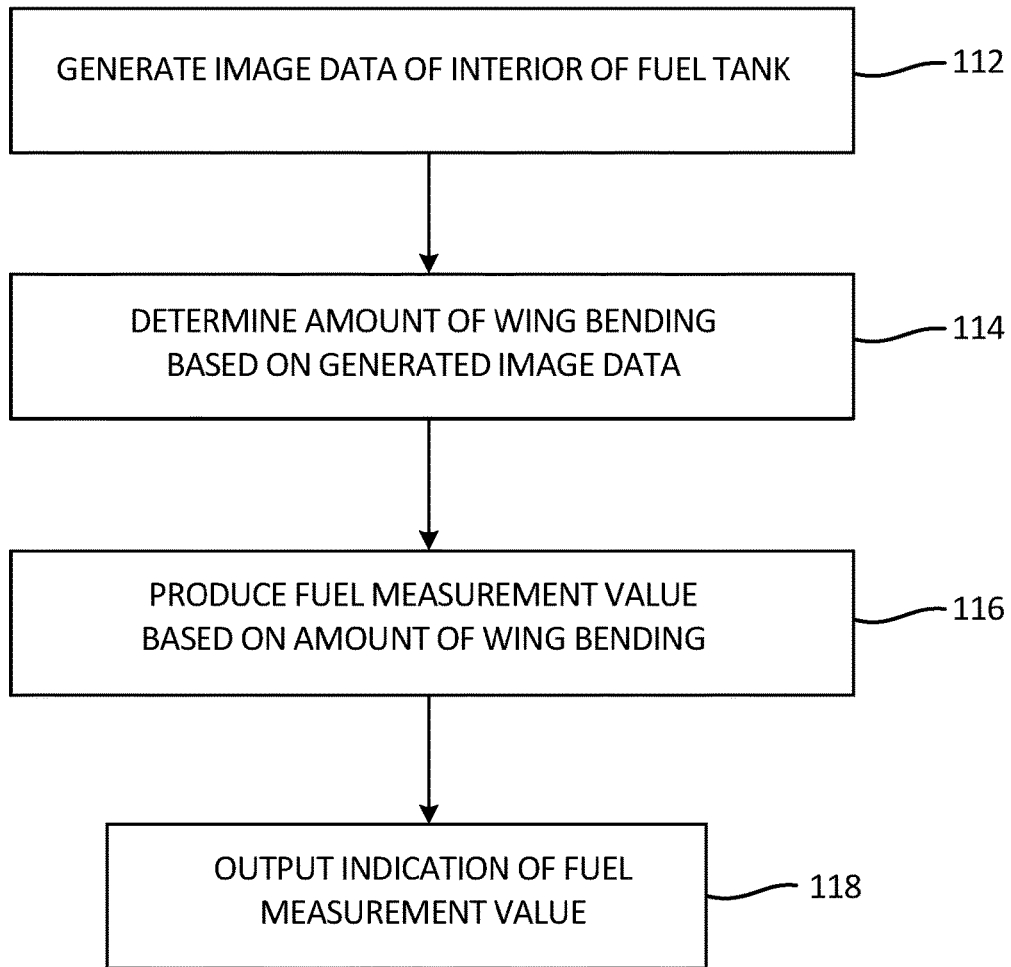 GENERATE IMAGE DATA OF INTERIOR OF FUEL TANK
112
DETERMINE AMOUNT OF WING BENDING
BASED ON GENERATED IMAGE DATA
114
PRODUCE FUEL MEASUREMENT VALUE
BASED ON AMOUNT OF WING BENDING
116
OUTPUT INDICATION OF FUEL
MEASUREMENT VALUE
118